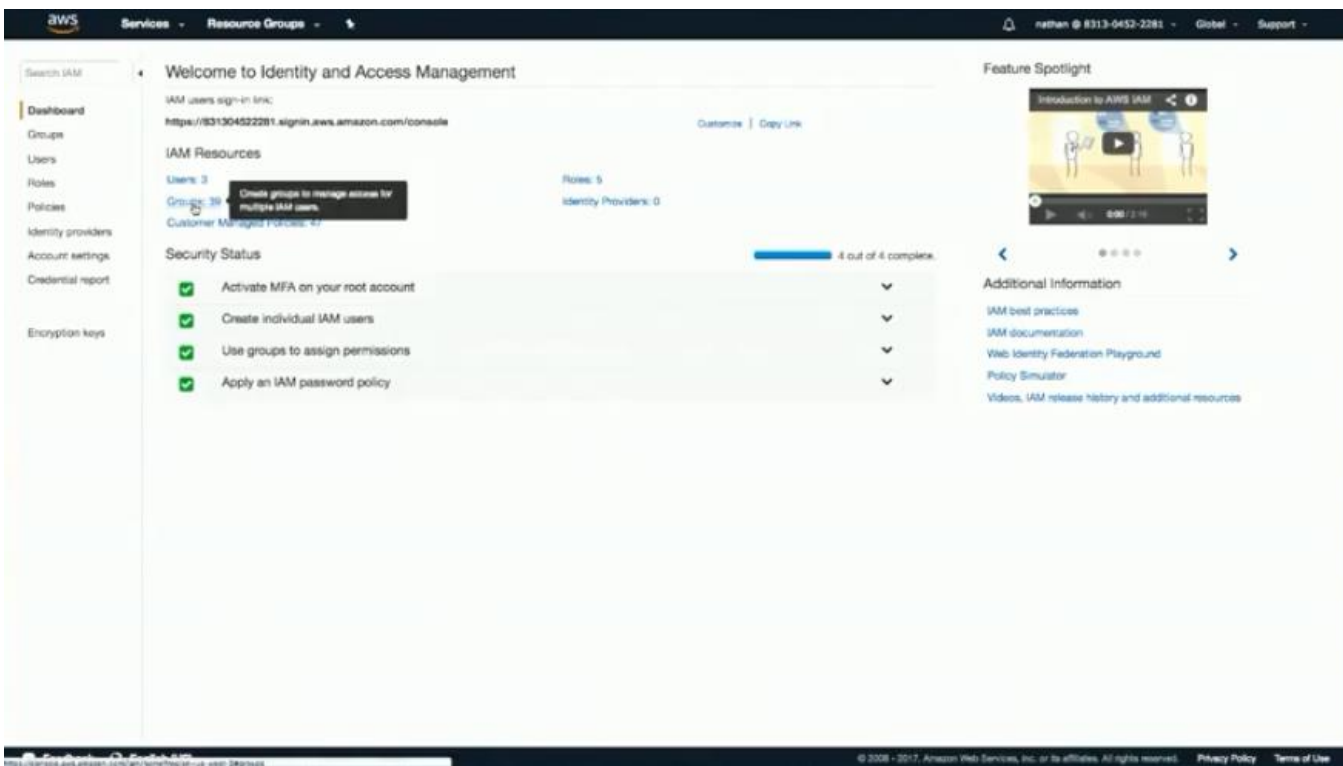 aws
Services
Resource Groups
nathan @ 8313-0452-2281
Global
Support
Search IAM
Dashboard
Groups
Users
Roles
Policies
Identity providers
Account settings
Credential report
Encryption keys
Welcome to Identity and Access Management
IAM users sign-in link:
https://831304522281.signin.aws.amazon.com/console
Customize | Copy Link
IAM Resources
Users: 3
Roles: 5
Groups: 39
Create groups to manage access for
multiple IAM users.
Identity Providers: 0
Customer Managed Policies: 47
Security Status
4 out of 4 complete.
Activate MFA on your root account
Create individual IAM users
Use groups to assign permissions
Apply an IAM password policy
Feature Spotlight
Introduction to AWS IAM
0:00 / 2:16
Additional Information
IAM best practices
IAM documentation
Web Identity Federation Playground
Policy Simulator
Videos, IAM release history and additional resources
© 2008 - 2017, Amazon Web Services, Inc. or its affiliates. All rights reserved.
Privacy Policy
Terms of Use